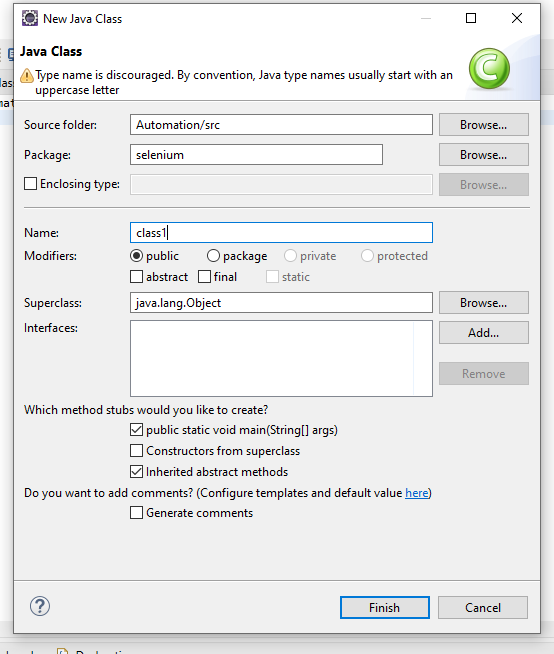 New Java Class
Java Class
Type name is discouraged. By convention, Java type names usually start with an
uppercase letter
Source folder: Automation/src Browse...
Package: selenium Browse...
Enclosing type: Browse...
Name: class1
Modifiers: public package private protected
abstract final static
Superclass: java.lang.Object Browse...
Interfaces: Add...
Remove
Which method stubs would you like to create?
public static void main(String[] args)
Constructors from superclass
Inherited abstract methods
Do you want to add comments? (Configure templates and default value here)
Generate comments
? Finish Cancel